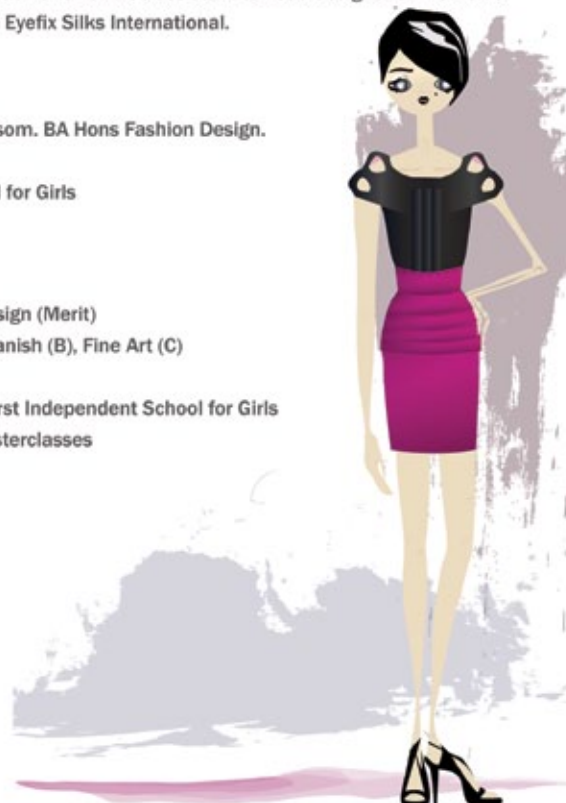 Eyefix Silks International.
som. BA Hons Fashion Design.
for Girls
sign (Merit)
anish (B), Fine Art (C)
rst Independent School for Girls
sterclasses